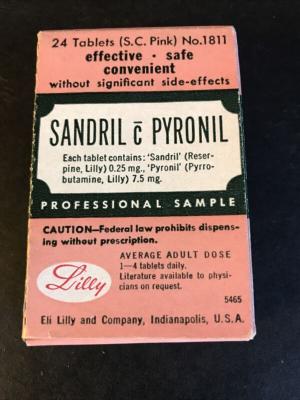 24 Tablets (S.C. Pink) No.1811
effective · safe
convenient
without significant side-effects
SANDRIL c̄ PYRONIL
Each tablet contains: 'Sandril' (Reser-
pine, Lilly) 0.25 mg., 'Pyronil' (Pyrro-
butamine, Lilly) 7.5 mg.
PROFESSIONAL SAMPLE
CAUTION—Federal law prohibits dispens-
ing without prescription.
Lilly
AVERAGE ADULT DOSE
1—4 tablets daily.
Literature available to physi-
cians on request.
5465
Eli Lilly and Company, Indianapolis, U.S.A.